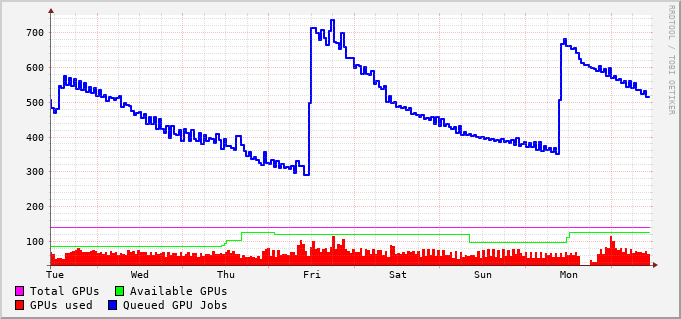 RRDTOOL / TOBI OETIKER
700
600
500
400
300
200
100
Tue Wed Thu Fri Sat Sun Mon
Total GPUs Available GPUs
GPUs used Queued GPU Jobs